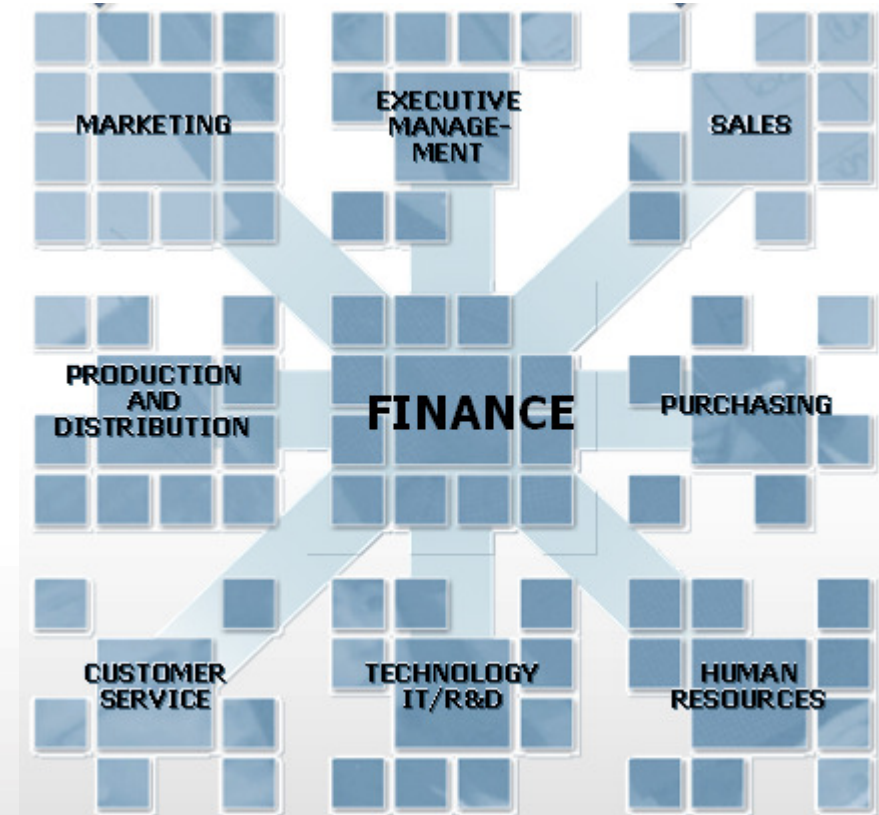 MARKETING
EXECUTIVE
MANAGE-
MENT
SALES
PRODUCTION
AND
DISTRIBUTION
FINANCE
PURCHASING
CUSTOMER
SERVICE
TECHNOLOGY
IT/R&D
HUMAN
RESOURCES